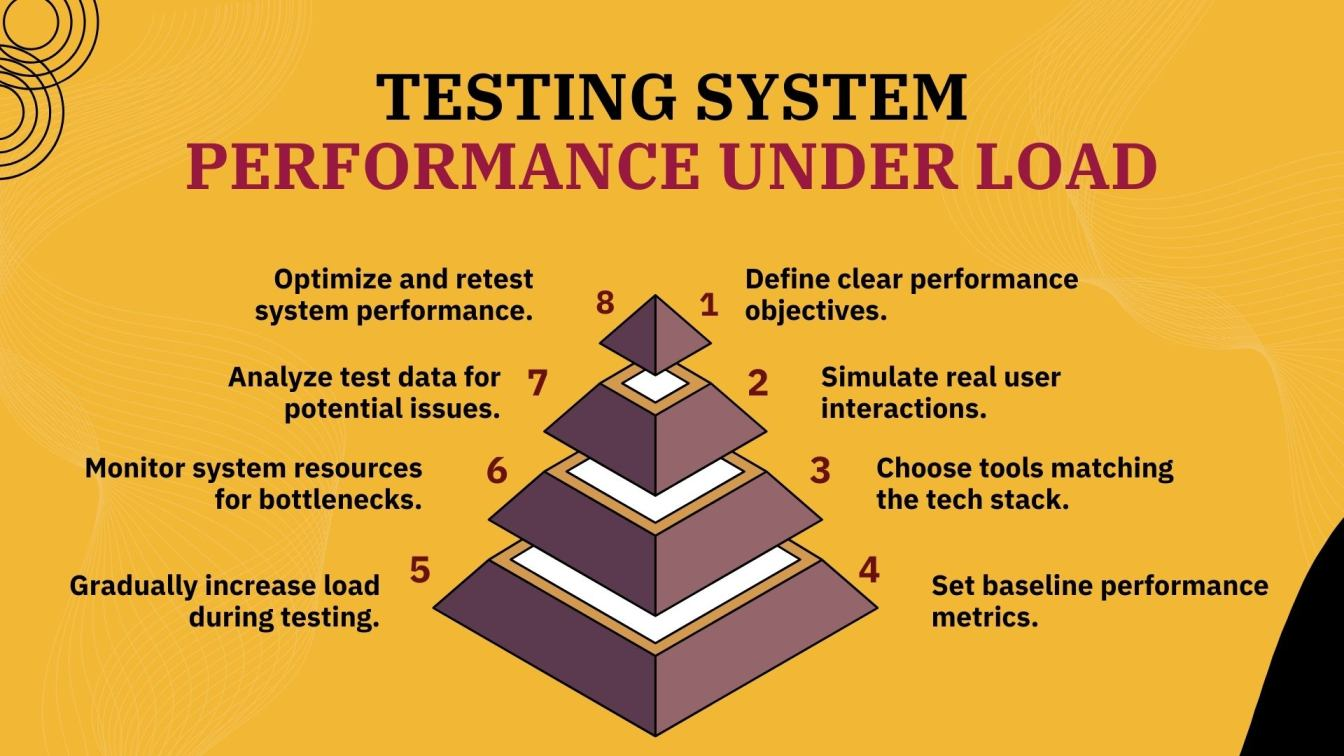 TESTING SYSTEM
PERFORMANCE UNDER LOAD
1
Define clear performance
objectives.
2
Simulate real user
interactions.
3
Choose tools matching
the tech stack.
4
Set baseline performance
metrics.
5
Gradually increase load
during testing.
6
Monitor system resources
for bottlenecks.
7
Analyze test data for
potential issues.
8
Optimize and retest
system performance.